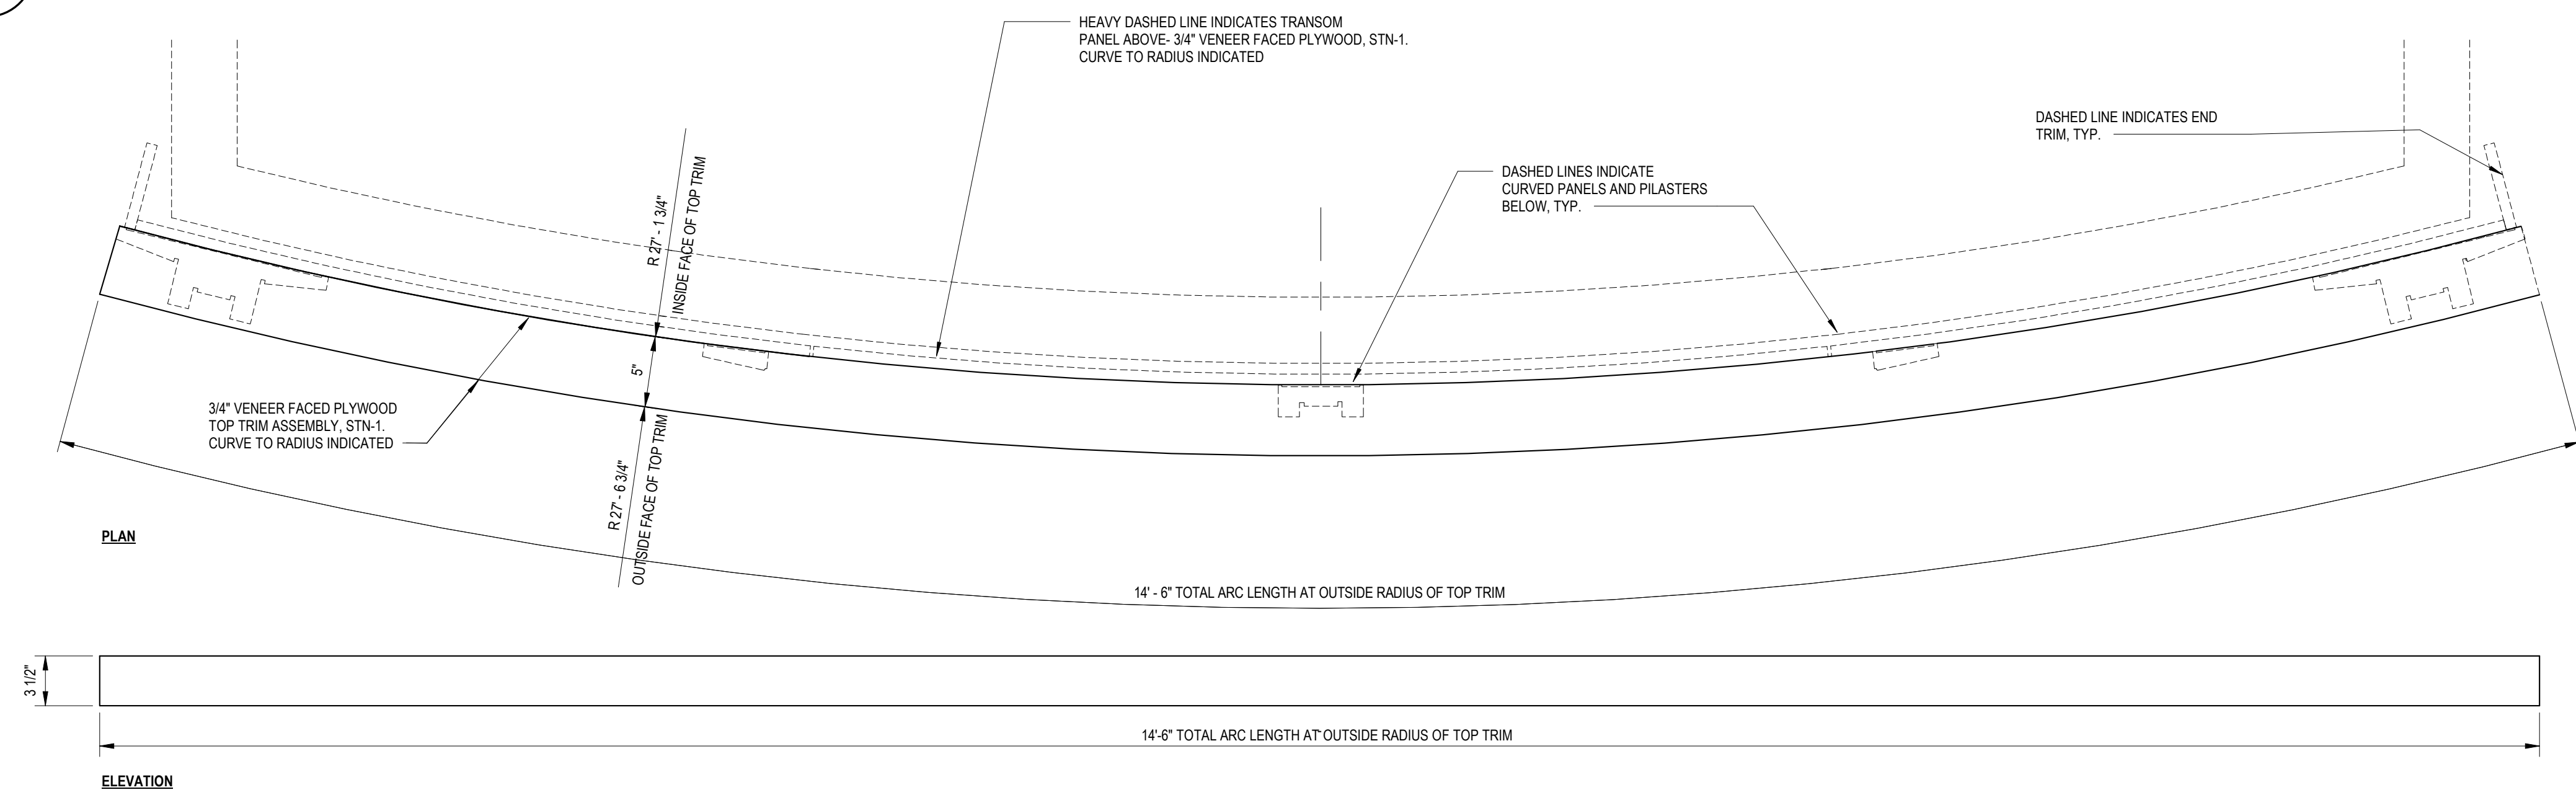 HEAVY DASHED LINE INDICATES TRANSOM
PANEL ABOVE- 3/4" VENEER FACED PLYWOOD, STN-1.
CURVE TO RADIUS INDICATED
DASHED LINE INDICATES END
TRIM, TYP.
DASHED LINES INDICATE
CURVED PANELS AND PILASTERS
BELOW, TYP.
R 27' - 1 3/4"
INSIDE FACE OF TOP TRIM
5"
3/4" VENEER FACED PLYWOOD
TOP TRIM ASSEMBLY, STN-1.
CURVE TO RADIUS INDICATED
R 27' - 6 3/4"
OUTSIDE FACE OF TOP TRIM
PLAN
14' - 6" TOTAL ARC LENGTH AT OUTSIDE RADIUS OF TOP TRIM
3 1/2"
14'-6" TOTAL ARC LENGTH AT OUTSIDE RADIUS OF TOP TRIM
ELEVATION